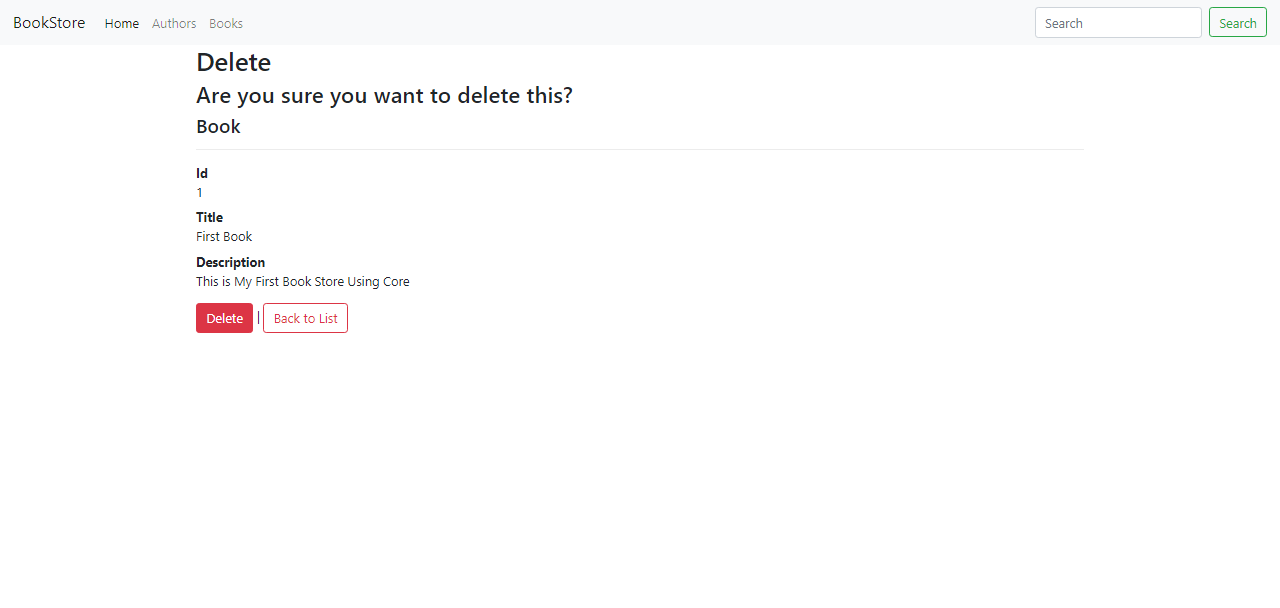 BookStore Home Authors Books Search Search
Delete
Are you sure you want to delete this?
Book
Id
1
Title
First Book
Description
This is My First Book Store Using Core
Delete | Back to List